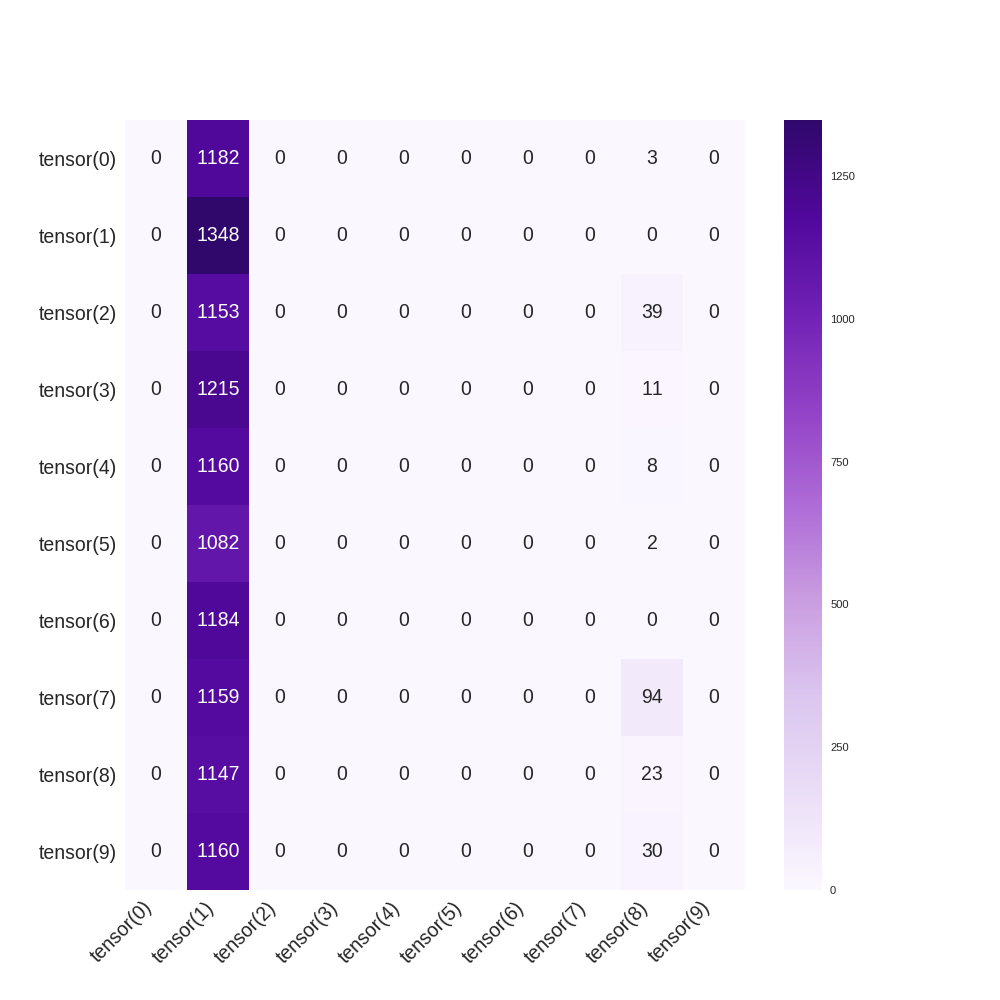 tensor(0) 0 1182 0 0 0 0 0 0 3 0
tensor(1) 0 1348 0 0 0 0 0 0 0 0
tensor(2) 0 1153 0 0 0 0 0 0 39 0
tensor(3) 0 1215 0 0 0 0 0 0 11 0
tensor(4) 0 1160 0 0 0 0 0 0 8 0
tensor(5) 0 1082 0 0 0 0 0 0 2 0
tensor(6) 0 1184 0 0 0 0 0 0 0 0
tensor(7) 0 1159 0 0 0 0 0 0 94 0
tensor(8) 0 1147 0 0 0 0 0 0 23 0
tensor(9) 0 1160 0 0 0 0 0 0 30 0
tensor(0) tensor(1) tensor(2) tensor(3) tensor(4) tensor(5) tensor(6) tensor(7) tensor(8) tensor(9)
1250
1000
750
500
250
0